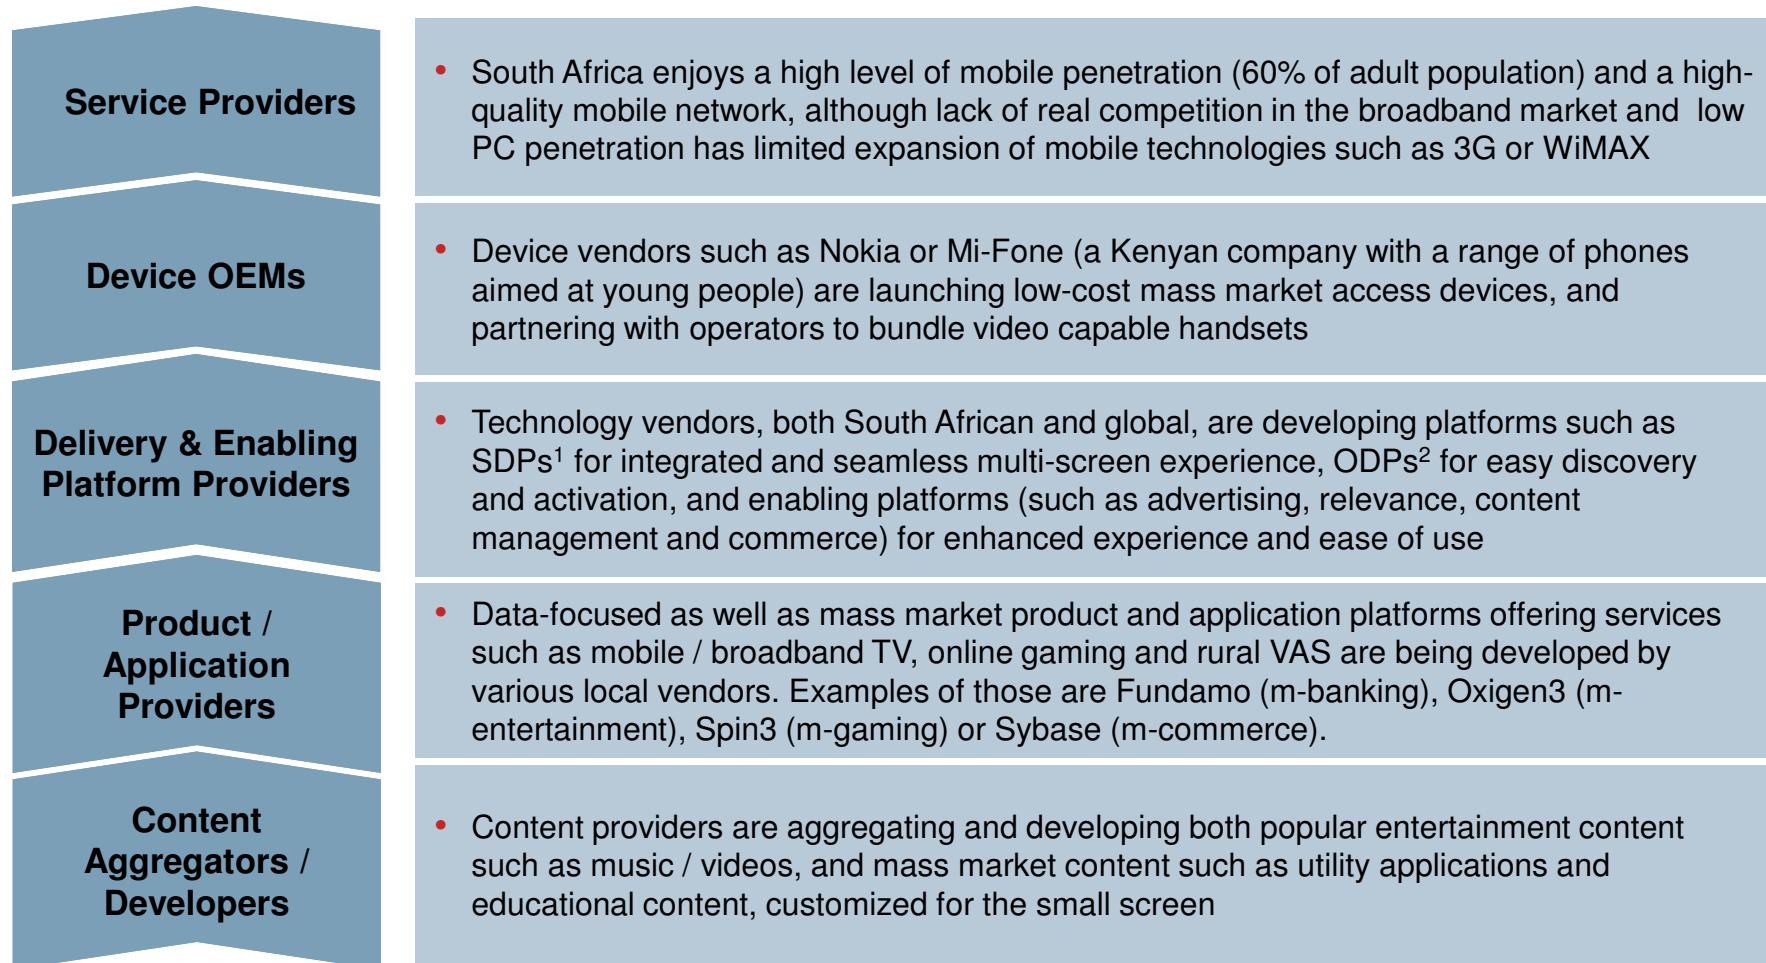 Service Providers
• South Africa enjoys a high level of mobile penetration (60% of adult population) and a high-
quality mobile network, although lack of real competition in the broadband market and  low
PC penetration has limited expansion of mobile technologies such as 3G or WiMAX
Device OEMs
• Device vendors such as Nokia or Mi-Fone (a Kenyan company with a range of phones
aimed at young people) are launching low-cost mass market access devices, and
partnering with operators to bundle video capable handsets
Delivery & Enabling
Platform Providers
• Technology vendors, both South African and global, are developing platforms such as
SDPs¹ for integrated and seamless multi-screen experience, ODPs² for easy discovery
and activation, and enabling platforms (such as advertising, relevance, content
management and commerce) for enhanced experience and ease of use
Product /
Application
Providers
• Data-focused as well as mass market product and application platforms offering services
such as mobile / broadband TV, online gaming and rural VAS are being developed by
various local vendors. Examples of those are Fundamo (m-banking), Oxigen3 (m-
entertainment), Spin3 (m-gaming) or Sybase (m-commerce).
Content
Aggregators /
Developers
• Content providers are aggregating and developing both popular entertainment content
such as music / videos, and mass market content such as utility applications and
educational content, customized for the small screen